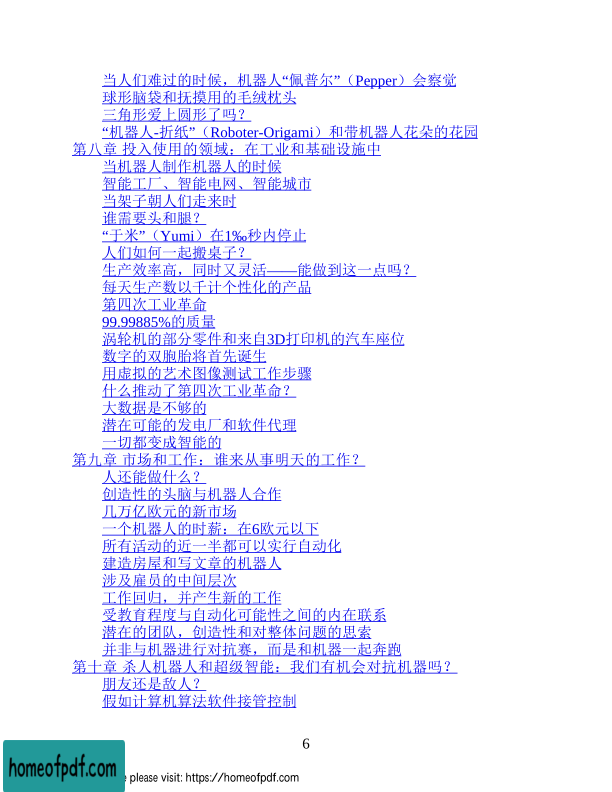 当人们难过的时候，机器人“佩普尔”（Pepper）会察觉
球形脑袋和抚摸用的毛绒枕头
三角形爱上圆形了吗？
“机器人-折纸”（Roboter-Origami）和带机器人花朵的花园
第八章 投入使用的领域：在工业和基础设施中
当机器人制作机器人的时候
智能工厂、智能电网、智能城市
当架子朝人们走来时
谁需要头和腿？
“于米”（Yumi）在1‰秒内停止
人们如何一起搬桌子？
生产效率高，同时又灵活——能做到这一点吗？
每天生产数以千计个性化的产品
第四次工业革命
99.99885%的质量
涡轮机的部分零件和来自3D打印机的汽车座位
数字的双胞胎将首先诞生
用虚拟的艺术图像测试工作步骤
什么推动了第四次工业革命？
大数据是不够的
潜在可能的发电厂和软件代理
一切都变成智能的
第九章 市场和工作：谁来从事明天的工作？
人还能做什么？
创造性的头脑与机器人合作
几万亿欧元的新市场
一个机器人的时薪：在6欧元以下
所有活动的近一半都可以实行自动化
建造房屋和写文章的机器人
涉及雇员的中间层次
工作回归，并产生新的工作
受教育程度与自动化可能性之间的内在联系
潜在的团队，创造性和对整体问题的思索
并非与机器进行对抗赛，而是和机器一起奔跑
第十章 杀人机器人和超级智能：我们有机会对抗机器吗？
朋友还是敌人？
假如计算机算法软件接管控制
6
homeofpdf.com
please visit: https://homeofpdf.com